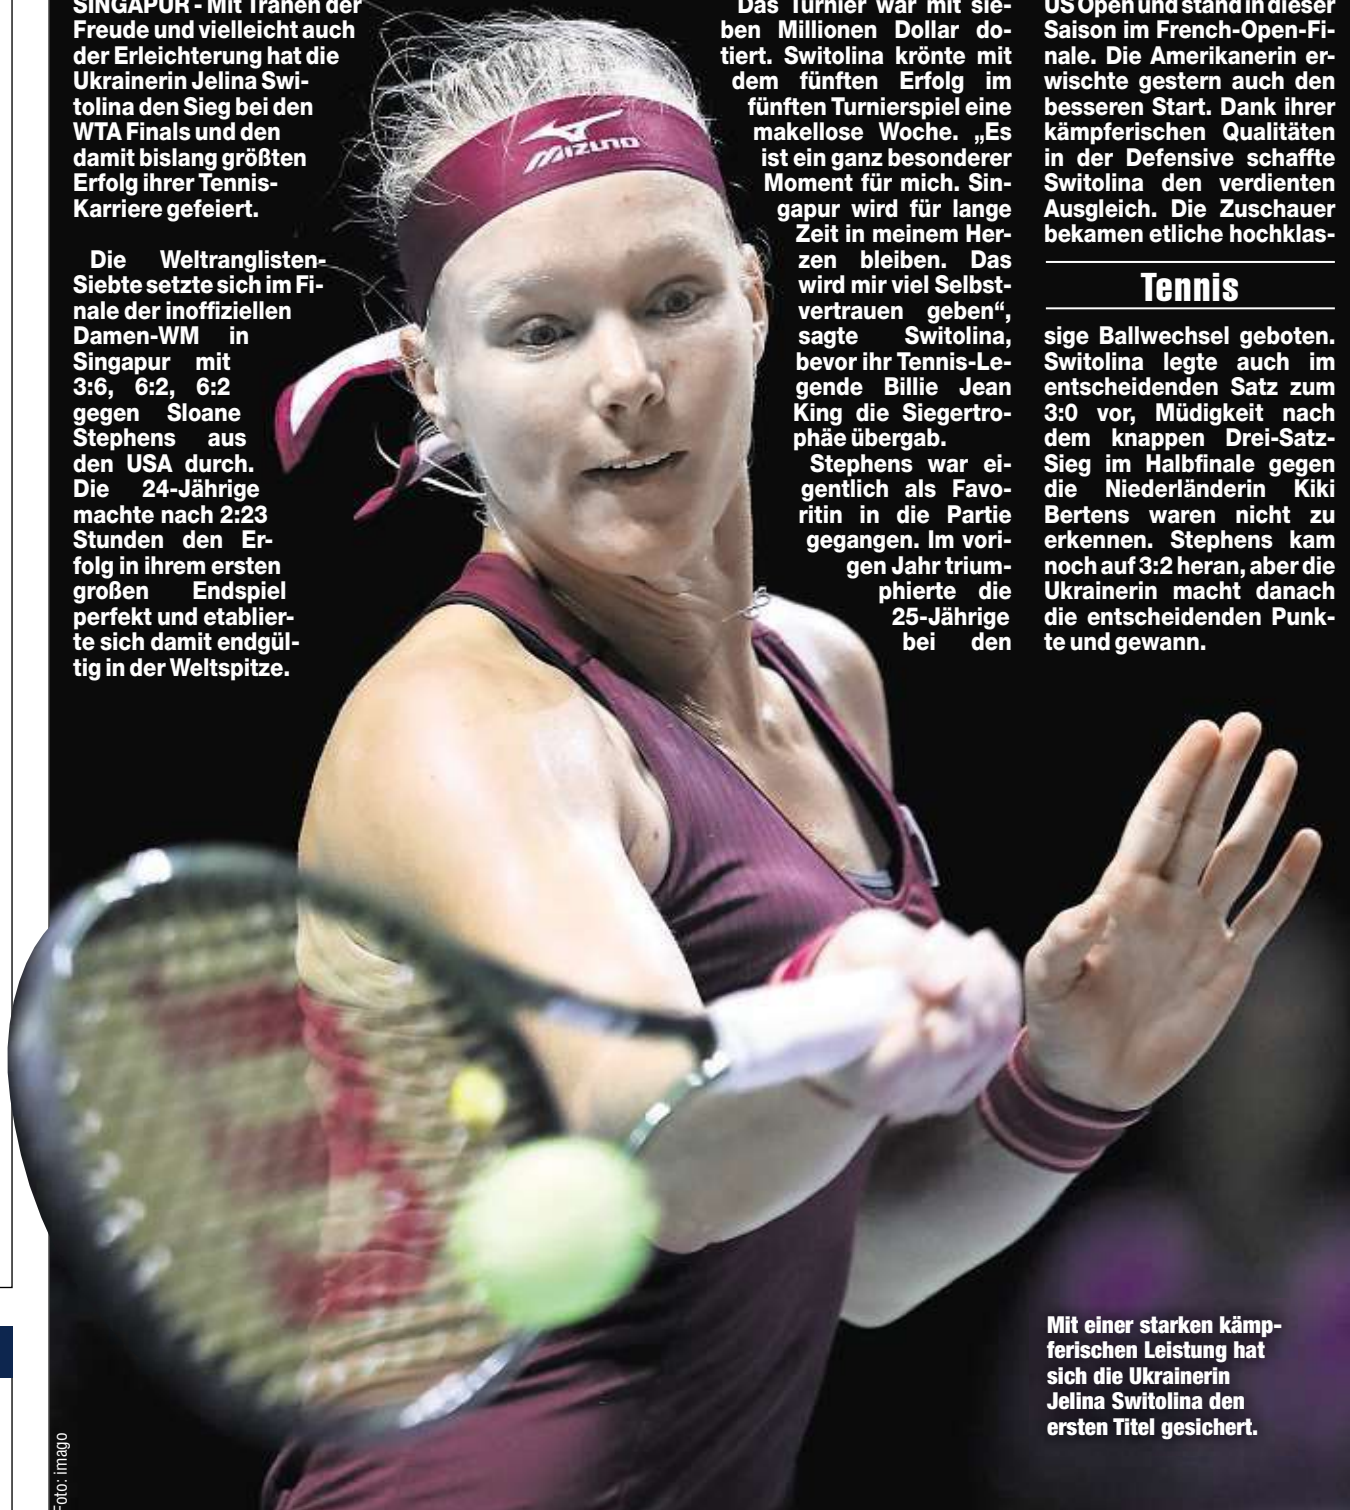 SINGAPUR - Mit Tränen der
Freude und vielleicht auch
der Erleichterung hat die
Ukrainerin Jelina Swi-
tolina den Sieg bei den
WTA Finals und den
damit bislang größten
Erfolg ihrer Tennis-
Karriere gefeiert.
Die Weltranglisten-
Siebte setzte sich im Fi-
nale der inoffiziellen
Damen-WM in
Singapur mit
3:6, 6:2, 6:2
gegen Sloane
Stephens aus
den USA durch.
Die 24-Jährige
machte nach 2:23
Stunden den Er-
folg in ihrem ersten
großen Endspiel
perfekt und etablier-
te sich damit endgül-
tig in der Weltspitze.
Das Turnier war mit sie-
ben Millionen Dollar do-
tiert. Switolina krönte mit
dem fünften Erfolg im
fünften Turnierspiel eine
makellose Woche. „Es
ist ein ganz besonderer
Moment für mich. Sin-
gapur wird für lange
Zeit in meinem Her-
zen bleiben. Das
wird mir viel Selbst-
vertrauen geben“,
sagte Switolina,
bevor ihr Tennis-Le-
gende Billie Jean
King die Siegertro-
phäe übergab.
Stephens war ei-
gentlich als Favo-
ritin in die Partie
gegangen. Im vori-
gen Jahr trium-
phierte die
25-Jährige
bei den
US Open und stand in dieser
Saison im French-Open-Fi-
nale. Die Amerikanerin er-
wischte gestern auch den
besseren Start. Dank ihrer
kämpferischen Qualitäten
in der Defensive schaffte
Switolina den verdienten
Ausgleich. Die Zuschauer
bekamen etliche hochklas-
Tennis
sige Ballwechsel geboten.
Switolina legte auch im
entscheidenden Satz zum
3:0 vor, Müdigkeit nach
dem knappen Drei-Satz-
Sieg im Halbfinale gegen
die Niederländerin Kiki
Bertens waren nicht zu
erkennen. Stephens kam
noch auf 3:2 heran, aber die
Ukrainerin macht danach
die entscheidenden Punk-
te und gewann.
MIZUNO
Mit einer starken kämp-
ferischen Leistung hat
sich die Ukrainerin
Jelina Switolina den
ersten Titel gesichert.
Foto: imago